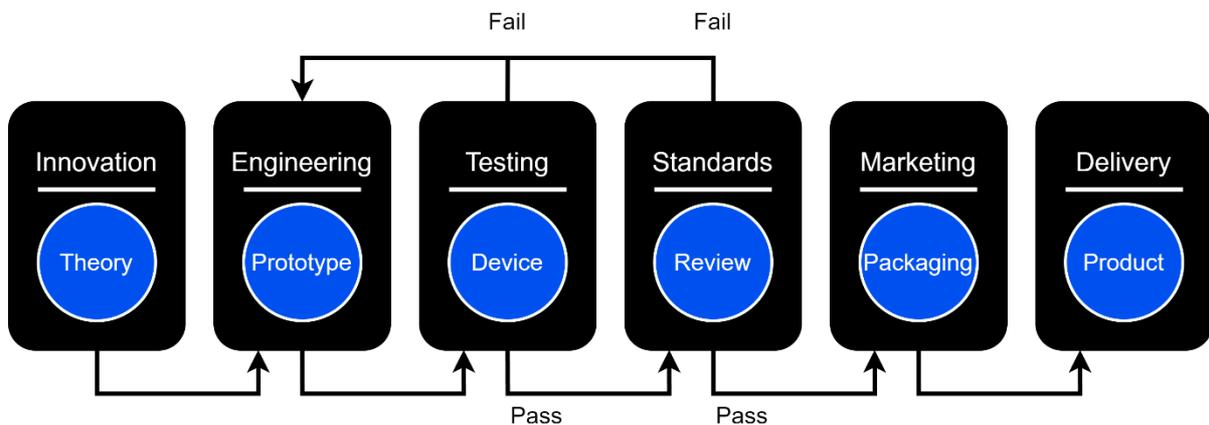 Fail
Fail
Innovation
Engineering
Testing
Standards
Marketing
Delivery
Theory
Prototype
Device
Review
Packaging
Product
Pass
Pass